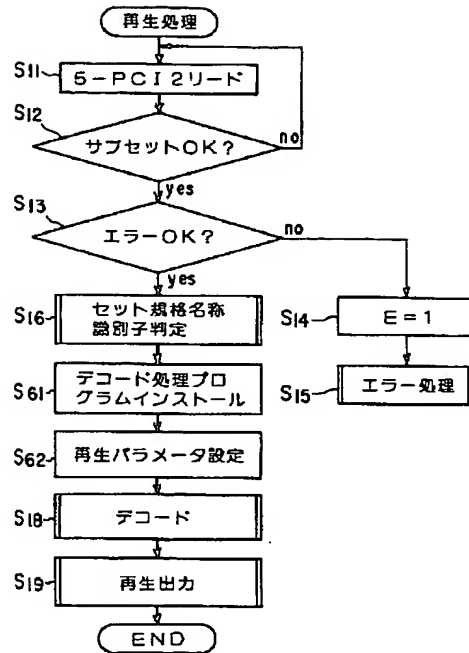 再生処理
S11
5-PCI2リード
S12
サブセットOK?
no
yes
S13
エラーOK?
no
yes
S16
セット規格名称
識別子判定
S14
E=1
S61
デコード処理プロ
グラムインストール
S15
エラー処理
S62
再生パラメータ設定
S18
デコード
S19
再生出力
END